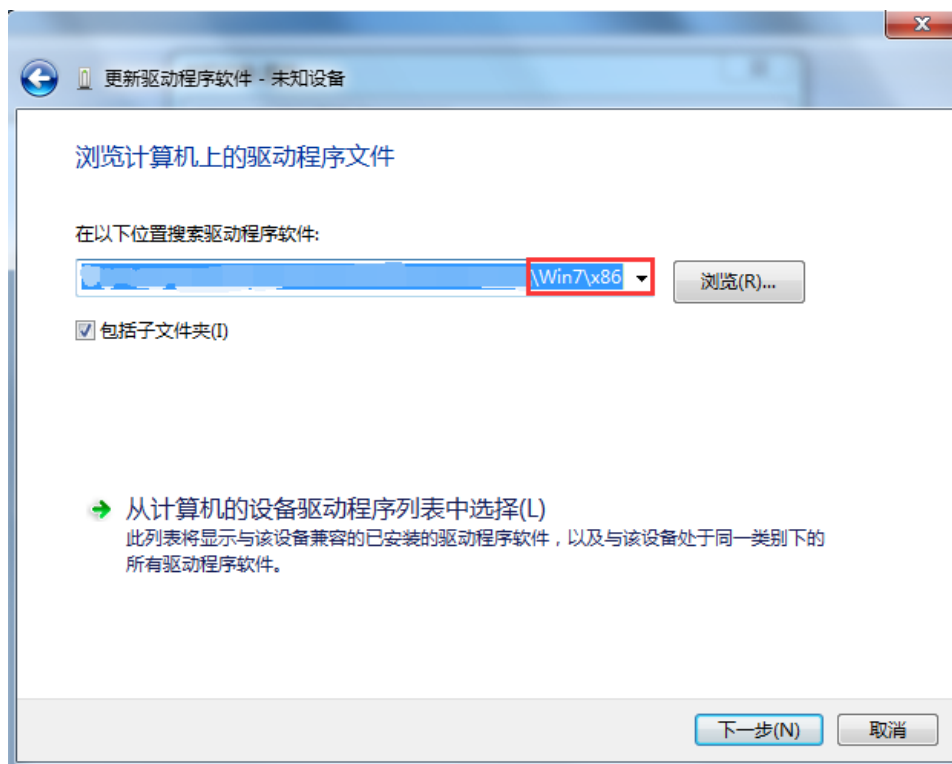 更新驱动程序软件 - 未知设备
浏览计算机上的驱动程序文件
在以下位置搜索驱动程序软件:
\Win7\x86
浏览(R)...
包括子文件夹(I)
从计算机的设备驱动程序列表中选择(L)
此列表将显示与该设备兼容的已安装的驱动程序软件，以及与该设备处于同一类别下的
所有驱动程序软件。
下一步(N)
取消